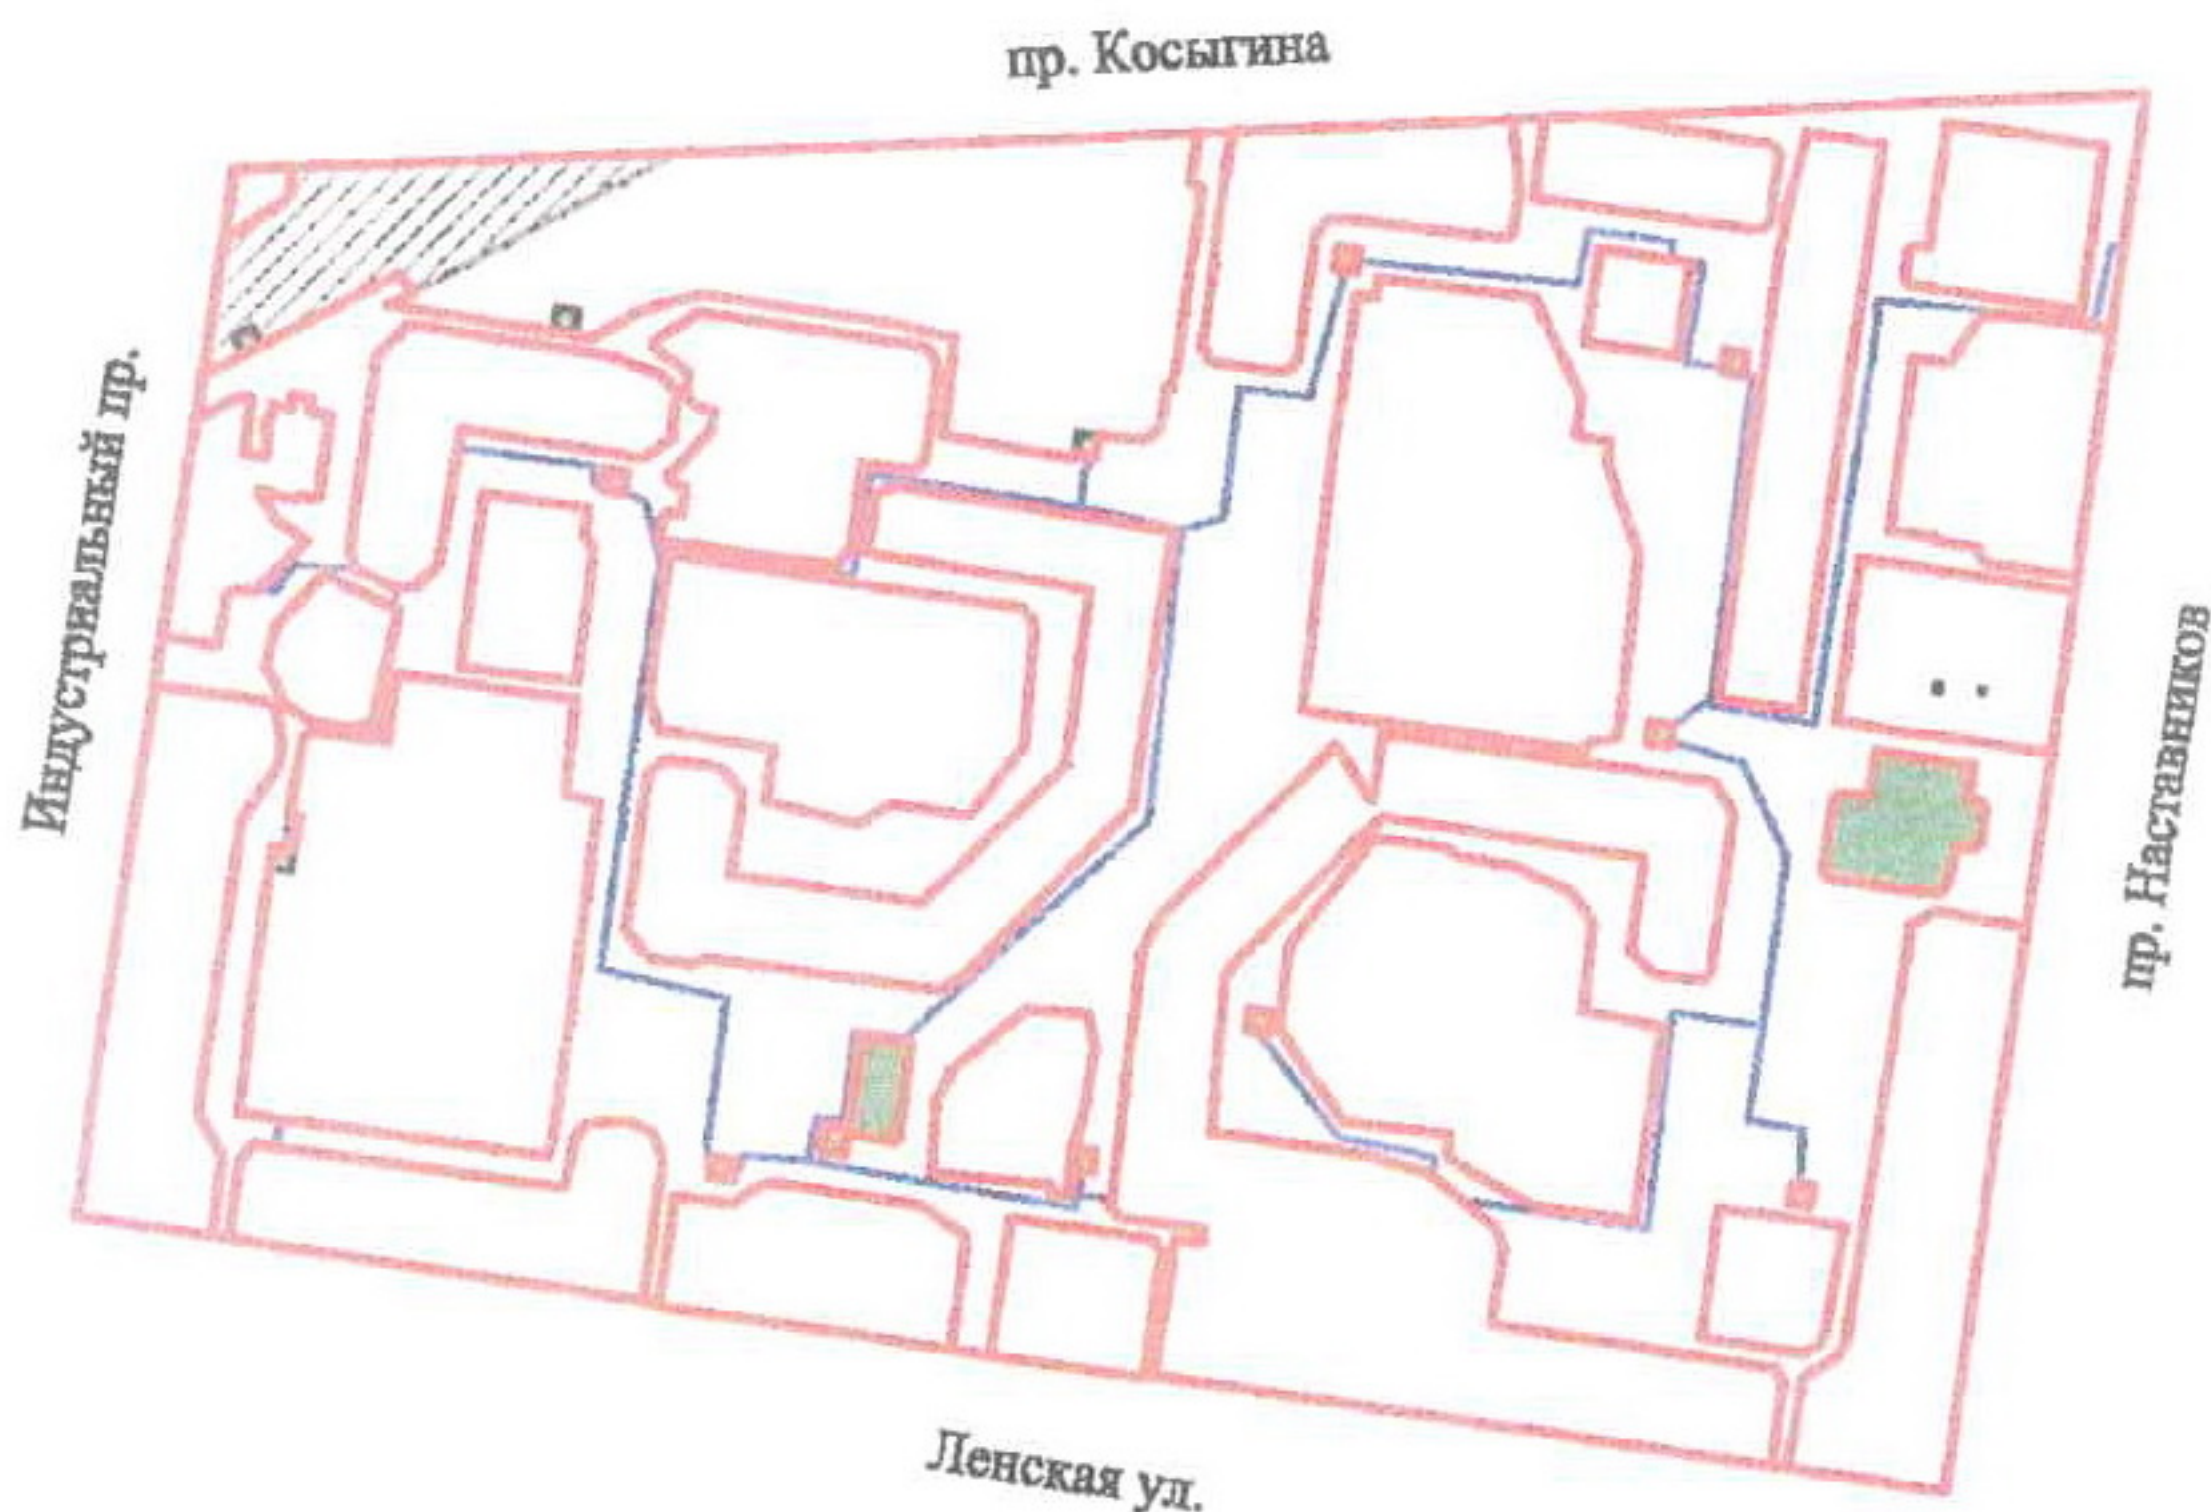 пр. Косыгина
Индустриальный пр.
пр. Наставников
Ленская ул.